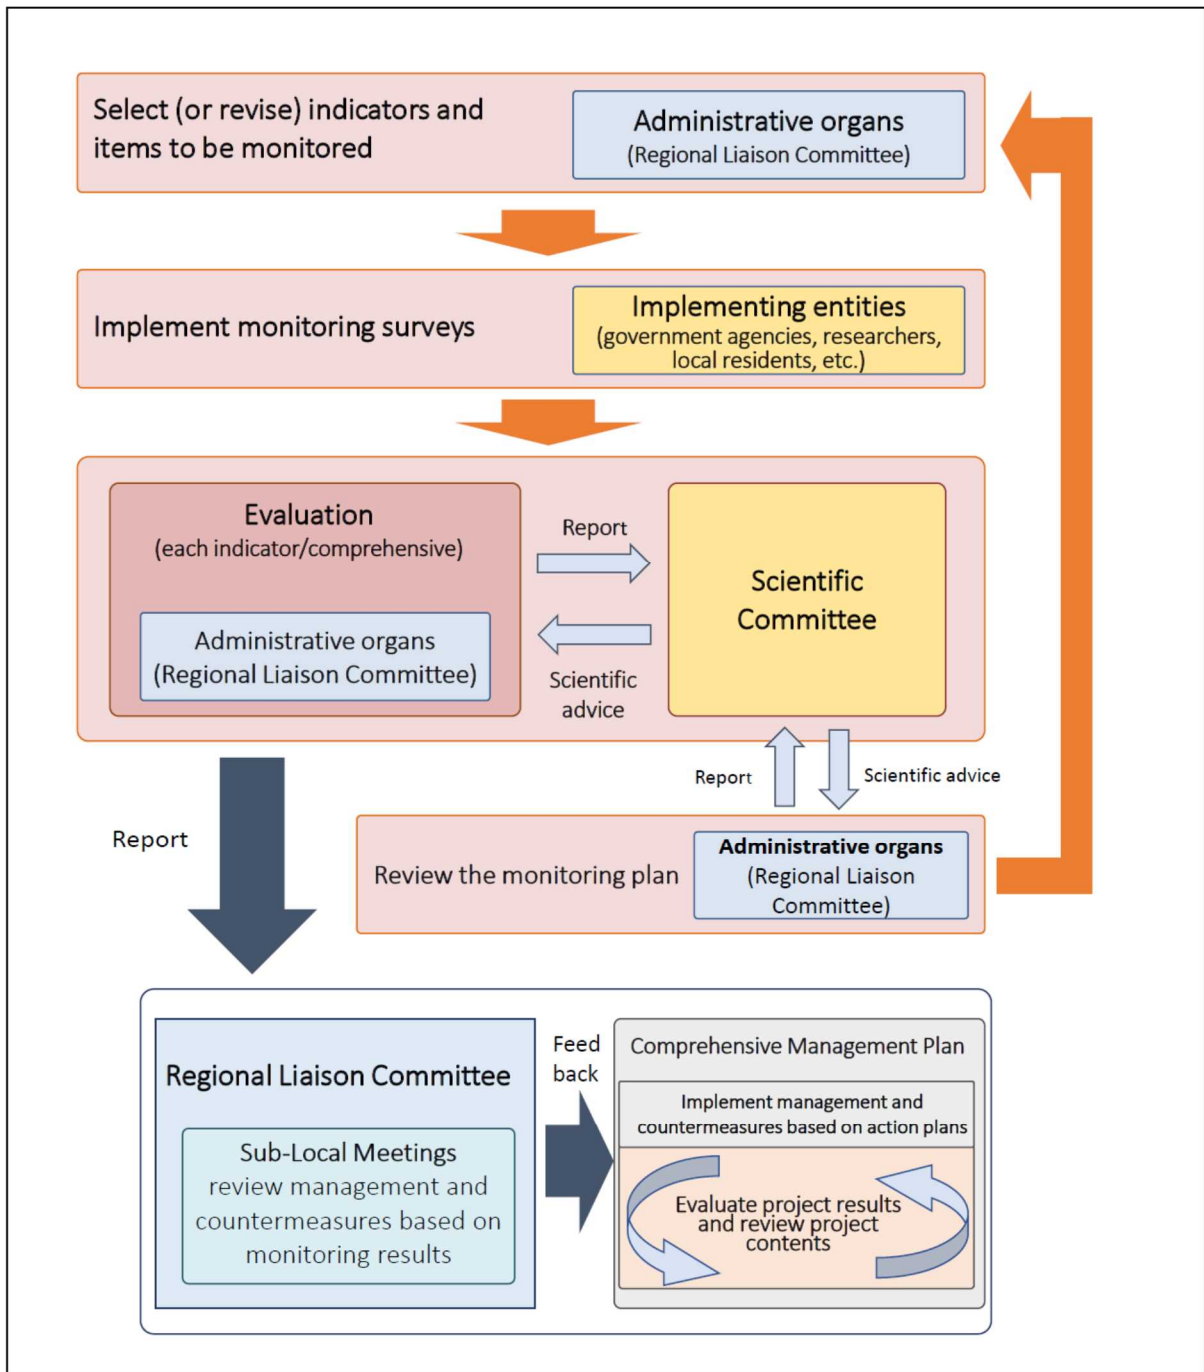 Select (or revise) indicators and
items to be monitored
Administrative organs
(Regional Liaison Committee)
Implement monitoring surveys
Implementing entities
(government agencies, researchers,
local residents, etc.)
Evaluation
(each indicator/comprehensive)
Administrative organs
(Regional Liaison Committee)
Report
Scientific
advice
Scientific
Committee
Report
Scientific advice
Report
Review the monitoring plan
Administrative organs
(Regional Liaison
Committee)
Regional Liaison Committee
Sub-Local Meetings
review management and
countermeasures based on
monitoring results
Feed
back
Comprehensive Management Plan
Implement management and
countermeasures based on action plans
Evaluate project results
and review project
contents